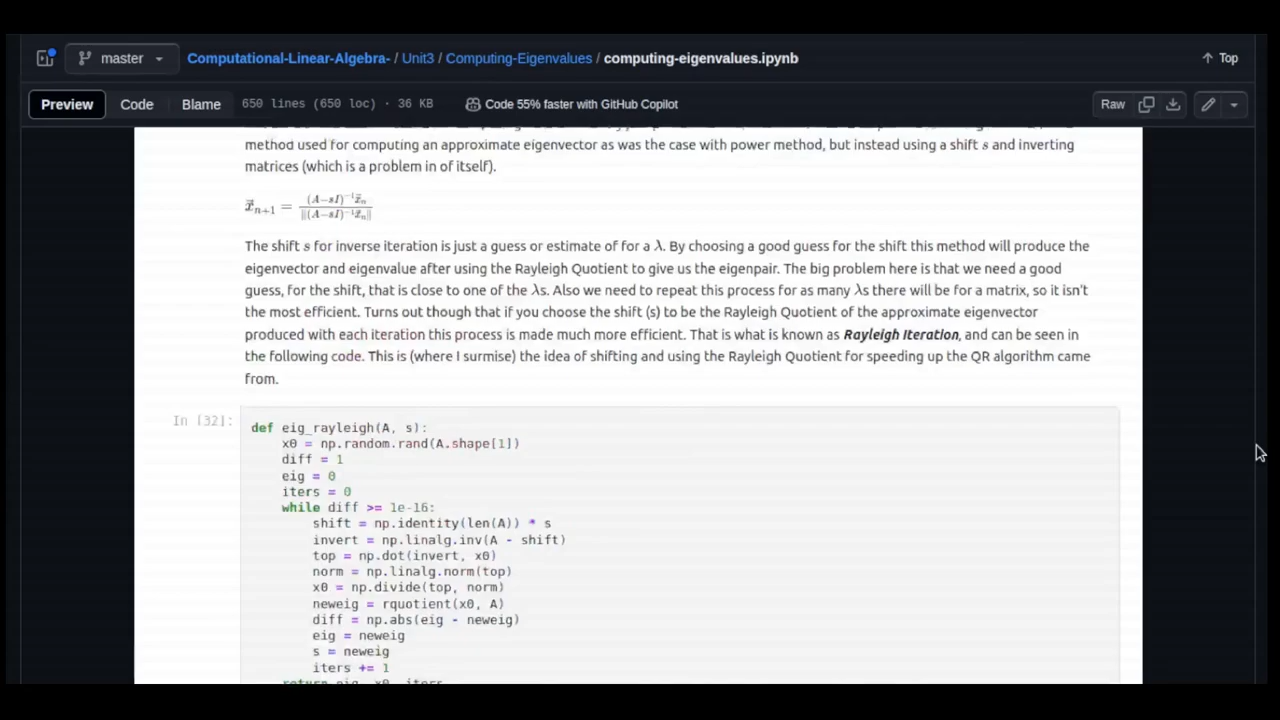 master
Computational-Linear-Algebra- / Unit3 / Computing-Eigenvalues / computing-eigenvalues.ipynb
Top
Preview Code Blame 650 lines (650 loc) · 36 KB Code 55% faster with GitHub Copilot Raw
method used for computing an approximate eigenvector as was the case with power method, but instead using a shift s and inverting
matrices (which is a problem in of itself).
x⃗ₙ₊₁ = (A−sI)⁻¹x⃗ₙ / ||(A−sI)⁻¹x⃗ₙ||
The shift s for inverse iteration is just a guess or estimate of for a λ. By choosing a good guess for the shift this method will produce the
eigenvector and eigenvalue after using the Rayleigh Quotient to give us the eigenpair. The big problem here is that we need a good
guess, for the shift, that is close to one of the λs. Also we need to repeat this process for as many λs there will be for a matrix, so it isn't
the most efficient. Turns out though that if you choose the shift (s) to be the Rayleigh Quotient of the approximate eigenvector
produced with each iteration this process is made much more efficient. That is what is known as Rayleigh Iteration, and can be seen in
the following code. This is (where I surmise) the idea of shifting and using the Rayleigh Quotient for speeding up the QR algorithm came
from.
In [32]:
def eig_rayleigh(A, s):
x0 = np.random.rand(A.shape[1])
diff = 1
eig = 0
iters = 0
while diff >= 1e-16:
shift = np.identity(len(A)) * s
invert = np.linalg.inv(A - shift)
top = np.dot(invert, x0)
norm = np.linalg.norm(top)
x0 = np.divide(top, norm)
neweig = rquotient(x0, A)
diff = np.abs(eig - neweig)
eig = neweig
s = neweig
iters += 1
return eig, x0, iters